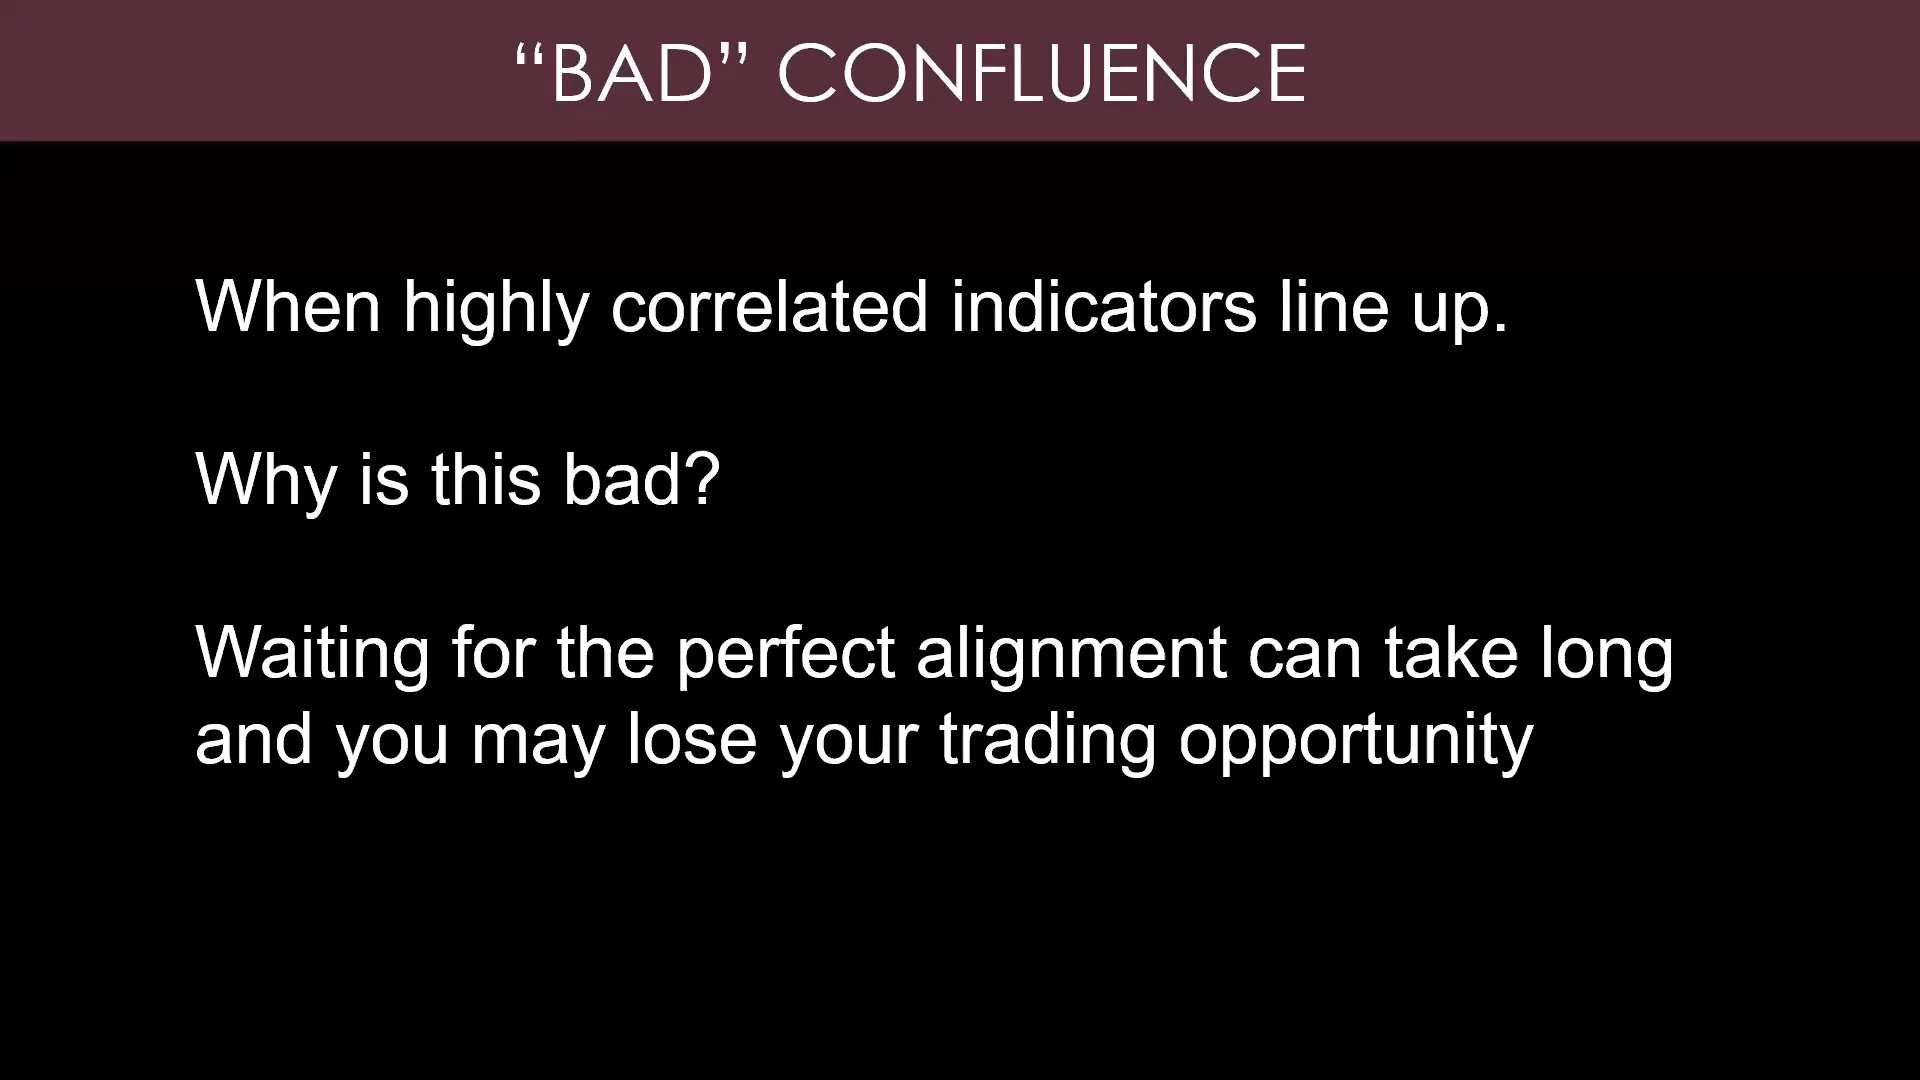 “BAD” CONFLUENCE
When highly correlated indicators line up.
Why is this bad?
Waiting for the perfect alignment can take long
and you may lose your trading opportunity